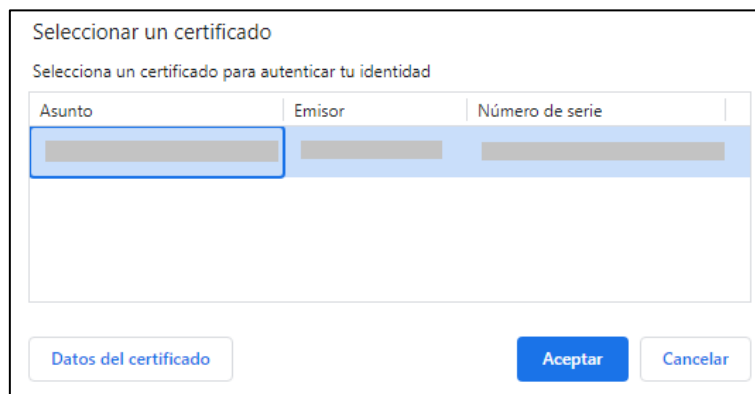 Seleccionar un certificado
Selecciona un certificado para autenticar tu identidad
Asunto Emisor Número de serie
Datos del certificado Aceptar Cancelar